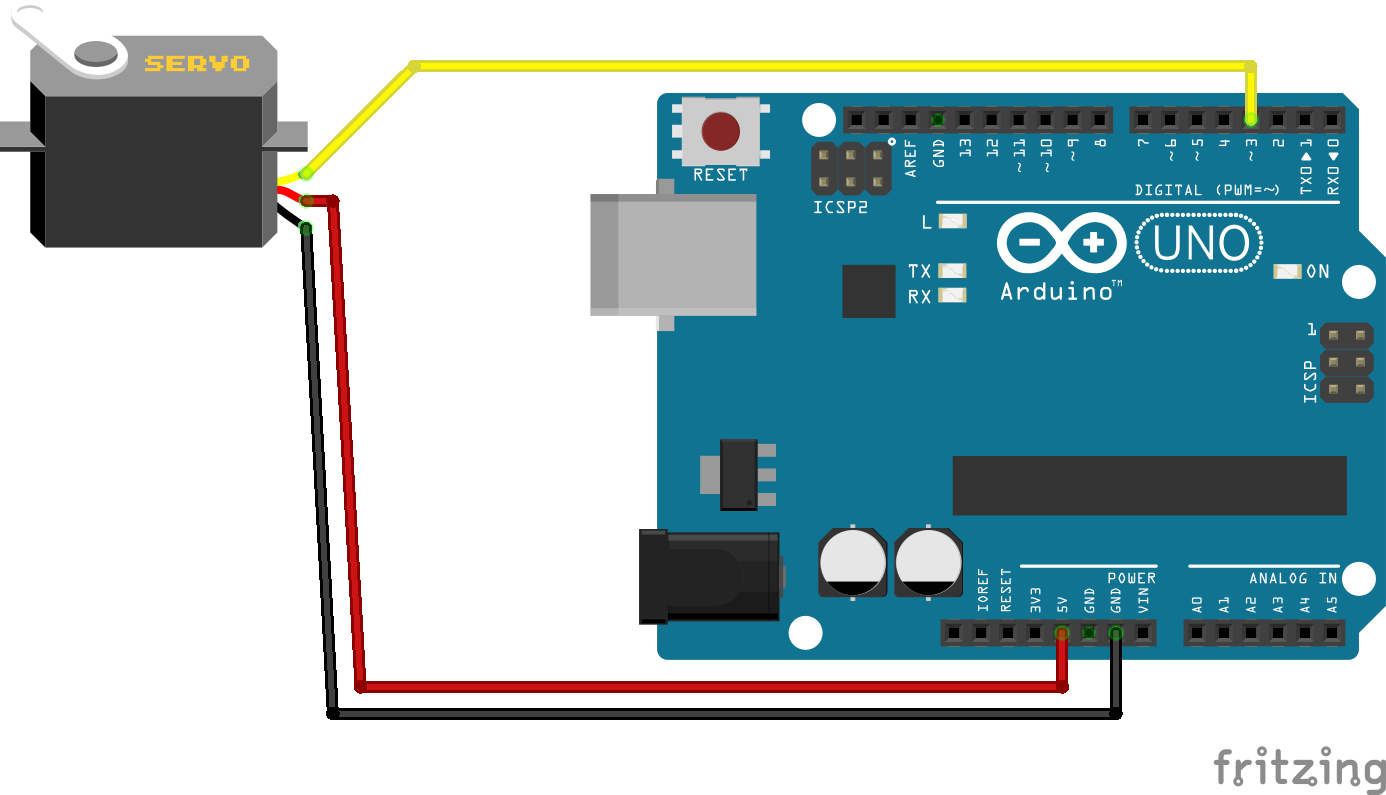 SERVO
RESET
ICSP2
AREF
GND
13
12
~11
~10
~9
8
7
~6
~5
4
~3
2
TX0▶1
RX0◀0
DIGITAL (PWM=~)
L
TX
RX
Arduino™
UNO
ON
1
ICSP
IOREF
RESET
3V3
5V
GND
GND
VIN
POWER
ANALOG IN
A0
A1
A2
A3
A4
A5
fritzing